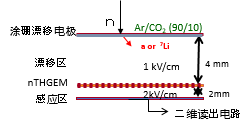 n
涂硼漂移电极
Ar/CO₂ (90/10)
α or ⁷Li
漂移区
1 kV/cm
4 mm
nTHGEM
感应区
2kV/cm
2mm
二维读出电路